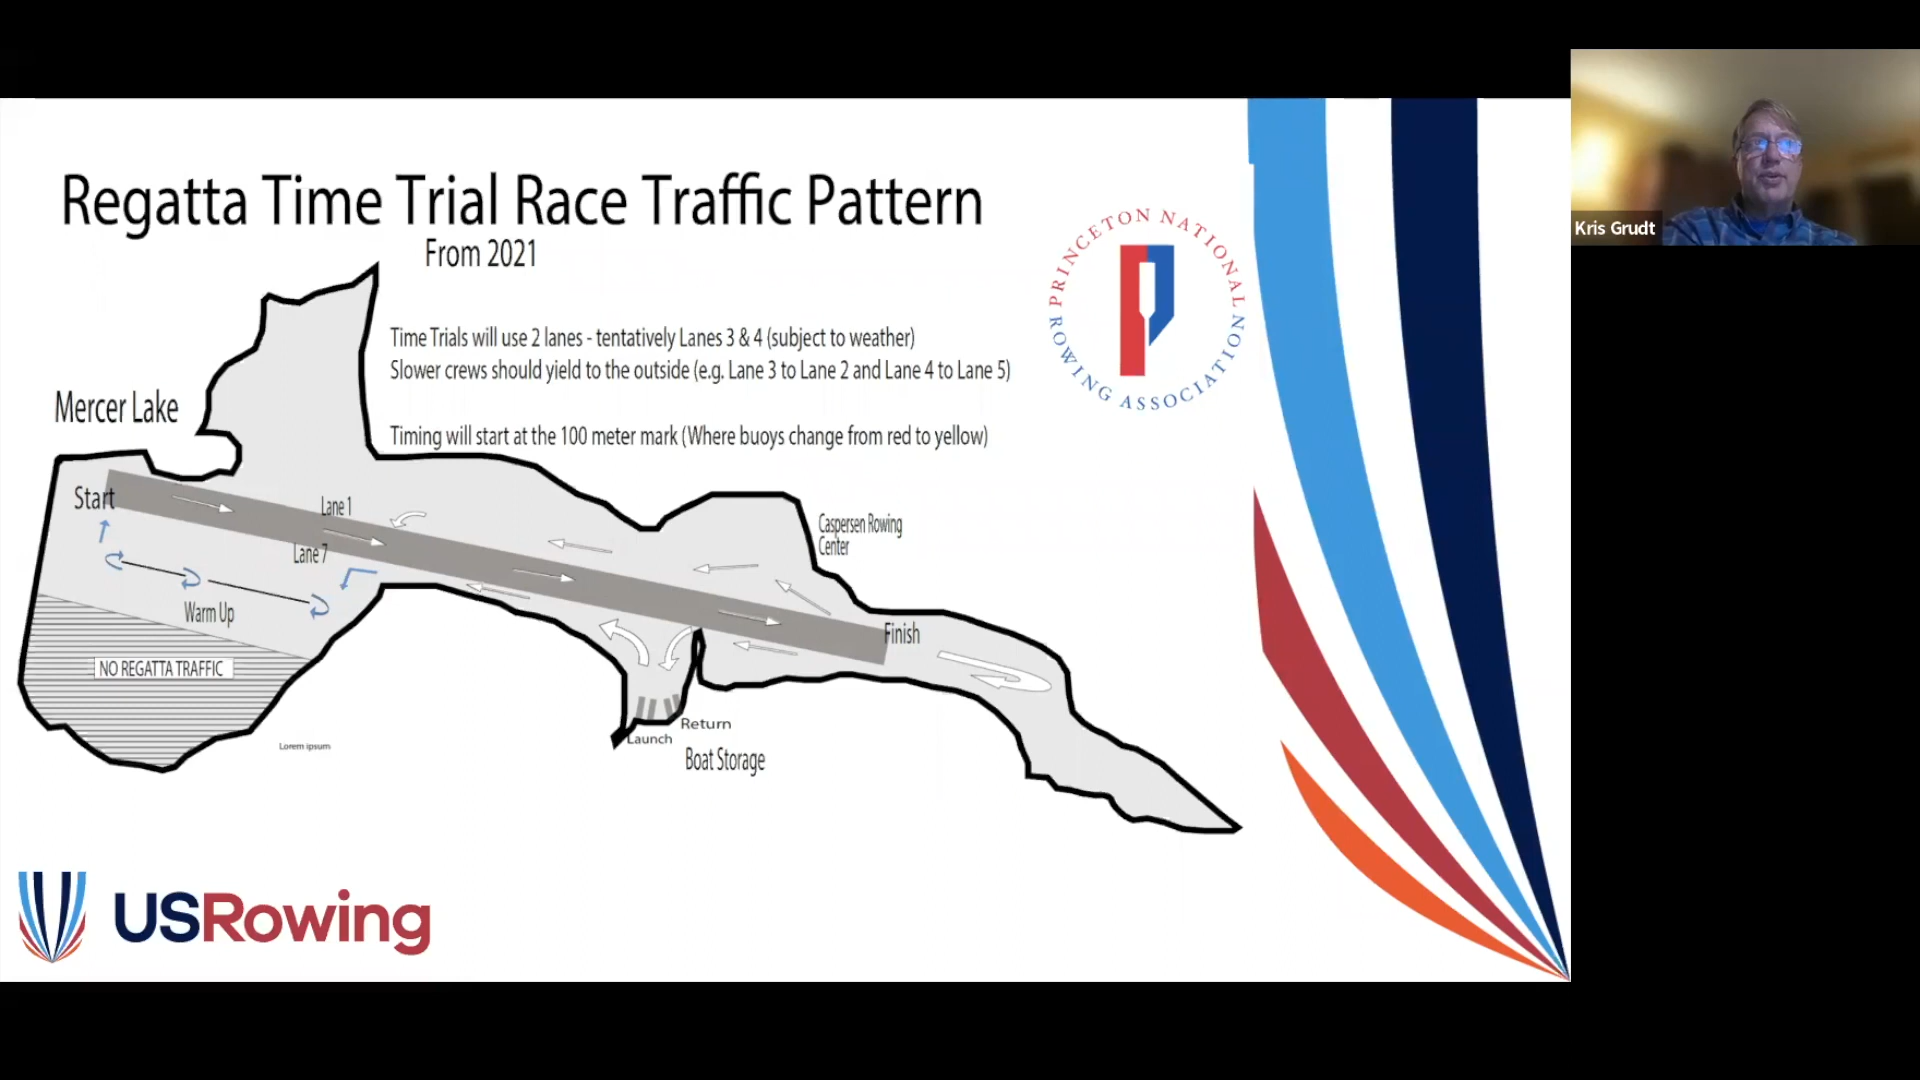 Regatta Time Trial Race Traffic Pattern
From 2021
PRINCETON NATIONAL
ROWING ASSOCIATION
Kris Grudt
Time Trials will use 2 lanes - tentatively Lanes 3 & 4 (subject to weather)
Slower crews should yield to the outside (e.g. Lane 3 to Lane 2 and Lane 4 to Lane 5)
Timing will start at the 100 meter mark (Where buoys change from red to yellow)
Mercer Lake
Start
Lane 1
Lane 7
Caspersen Rowing
Center
Warm Up
Finish
NO REGATTA TRAFFIC
Return
Launch
Lorem ipsum
Boat Storage
USRowing